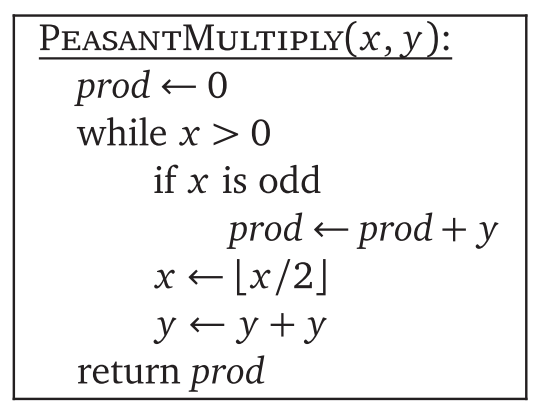 PEASANTMULTIPLY(x, y):
prod ← 0
while x > 0
if x is odd
prod ← prod + y
x ← ⌊x/2⌋
y ← y + y
return prod